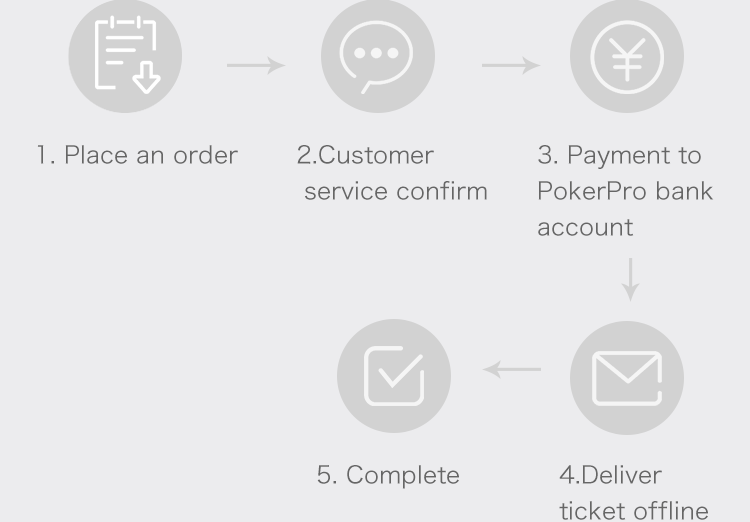 1. Place an order
2.Customer
service confirm
3. Payment to
PokerPro bank
account
4.Deliver
ticket offline
5. Complete